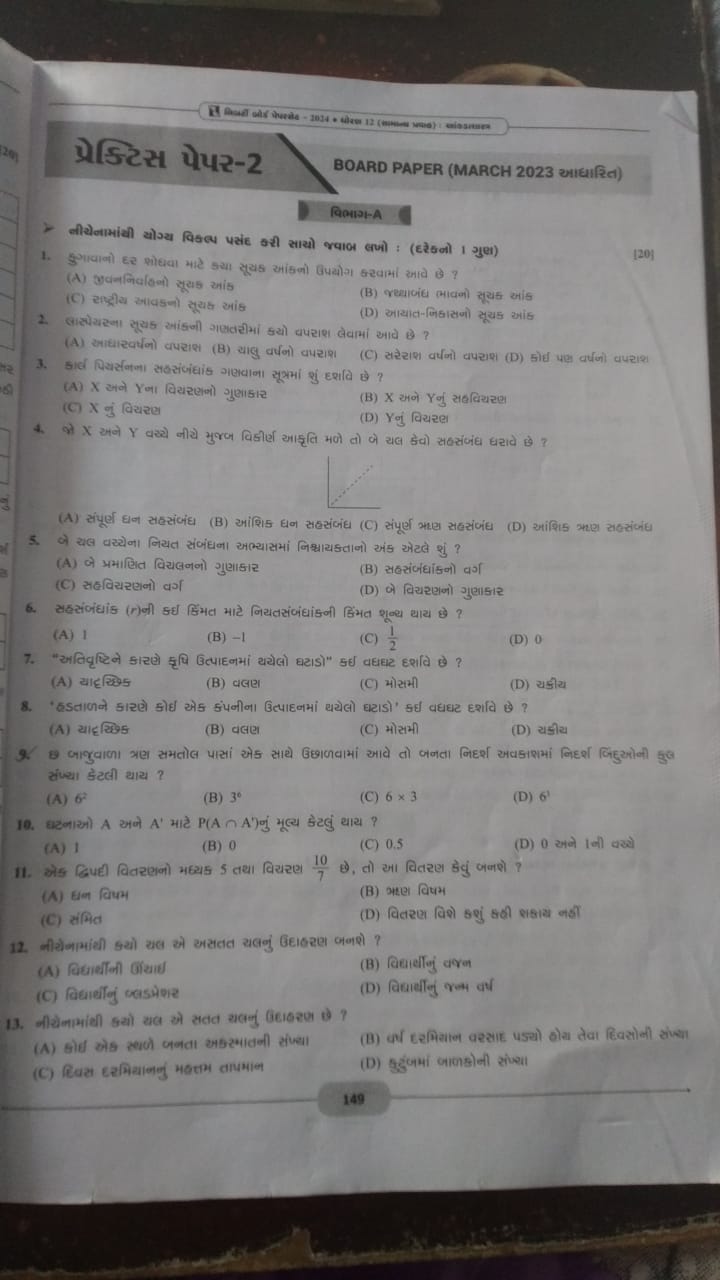 લિબર્ટી બોર્ડ પેપરસેટ - 2024 • ધોરણ 12 (સામાન્ય પ્રવાહ) : આંકડાશાસ્ત્ર
પ્રેક્ટિસ પેપર-2
BOARD PAPER (MARCH 2023 આધારિત)
વિભાગ-A
➤ નીચેનામાંથી યોગ્ય વિકલ્પ પસંદ કરી સાચો જવાબ લખો : (દરેકનો 1 ગુણ) [20]
1. ફુગાવાનો દર શોધવા માટે કયા સૂચક આંકનો ઉપયોગ કરવામાં આવે છે ?
(A) જીવનનિર્વાહનો સૂચક આંક (B) જથ્થાબંધ ભાવનો સૂચક આંક
(C) રાષ્ટ્રીય આવકનો સૂચક આંક (D) આયાત-નિકાસનો સૂચક આંક
2. લાસ્પેયરના સૂચક આંકની ગણતરીમાં કયો વપરાશ લેવામાં આવે છે ?
(A) આધારવર્ષનો વપરાશ (B) ચાલુ વર્ષનો વપરાશ (C) સરેરાશ વર્ષનો વપરાશ (D) કોઈ પણ વર્ષનો વપરાશ
3. કાર્લ પિયર્સનના સહસંબંધાંક ગણવાના સૂત્રમાં શું દર્શાવે છે ?
(A) X અને Yના વિચરણનો ગુણાકાર (B) X અને Yનું સહવિચરણ
(C) X નું વિચરણ (D) Yનું વિચરણ
4. જો X અને Y વચ્ચે નીચે મુજબ વિકીર્ણ આકૃતિ મળે તો બે ચલ કેવો સહસંબંધ ધરાવે છે ?
(A) સંપૂર્ણ ધન સહસંબંધ (B) આંશિક ધન સહસંબંધ (C) સંપૂર્ણ ઋણ સહસંબંધ (D) આંશિક ઋણ સહસંબંધ
5. બે ચલ વચ્ચેના નિયત સંબંધના અભ્યાસમાં નિશ્ચાયકતાનો અંક એટલે શું ?
(A) બે પ્રમાણિત વિચલનનો ગુણાકાર (B) સહસંબંધાંકનો વર્ગ
(C) સહવિચરણનો વર્ગ (D) બે વિચરણનો ગુણાકાર
6. સહસંબંધાંક (r)ની કઈ કિંમત માટે નિયતસંબંધાંકની કિંમત શૂન્ય થાય છે ?
(A) 1 (B) –1 (C) 1/2 (D) 0
7. "અતિવૃષ્ટિને કારણે કૃષિ ઉત્પાદનમાં થયેલો ઘટાડો" કઈ વધઘટ દર્શાવે છે ?
(A) યાદૃચ્છિક (B) વલણ (C) મોસમી (D) ચક્રીય
8. 'હડતાળને કારણે કોઈ એક કંપનીના ઉત્પાદનમાં થયેલો ઘટાડો' કઈ વધઘટ દર્શાવે છે ?
(A) યાદૃચ્છિક (B) વલણ (C) મોસમી (D) ચક્રીય
9. છ બાજુવાળા ત્રણ સમતોલ પાસાં એક સાથે ઉછાળવામાં આવે તો બનતા નિદર્શ અવકાશમાં નિદર્શ બિંદુઓની કુલ
સંખ્યા કેટલી થાય ?
(A) 6² (B) 3⁶ (C) 6 × 3 (D) 6³
10. ઘટનાઓ A અને A' માટે P(A ∩ A')નું મૂલ્ય કેટલું થાય ?
(A) 1 (B) 0 (C) 0.5 (D) 0 અને 1ની વચ્ચે
11. એક દ્વિપદી વિતરણનો મધ્યક 5 તથા વિચરણ 10/7 છે, તો આ વિતરણ કેવું બનશે ?
(A) ધન વિષમ (B) ઋણ વિષમ
(C) સંમિત (D) વિતરણ વિશે કશું કહી શકાય નહીં
12. નીચેનામાંથી કયો ચલ એ અસતત ચલનું ઉદાહરણ બનશે ?
(A) વિદ્યાર્થીની ઊંચાઈ (B) વિદ્યાર્થીનું વજન
(C) વિદ્યાર્થીનું બ્લડપ્રેશર (D) વિદ્યાર્થીનું જન્મ વર્ષ
13. નીચેનામાંથી કયો ચલ એ સતત ચલનું ઉદાહરણ છે ?
(A) કોઈ એક સ્થળે બનતા અકસ્માતની સંખ્યા (B) વર્ષ દરમિયાન વરસાદ પડ્યો હોય તેવા દિવસોની સંખ્યા
(C) દિવસ દરમિયાનનું મહત્તમ તાપમાન (D) કુટુંબમાં બાળકોની સંખ્યા
149